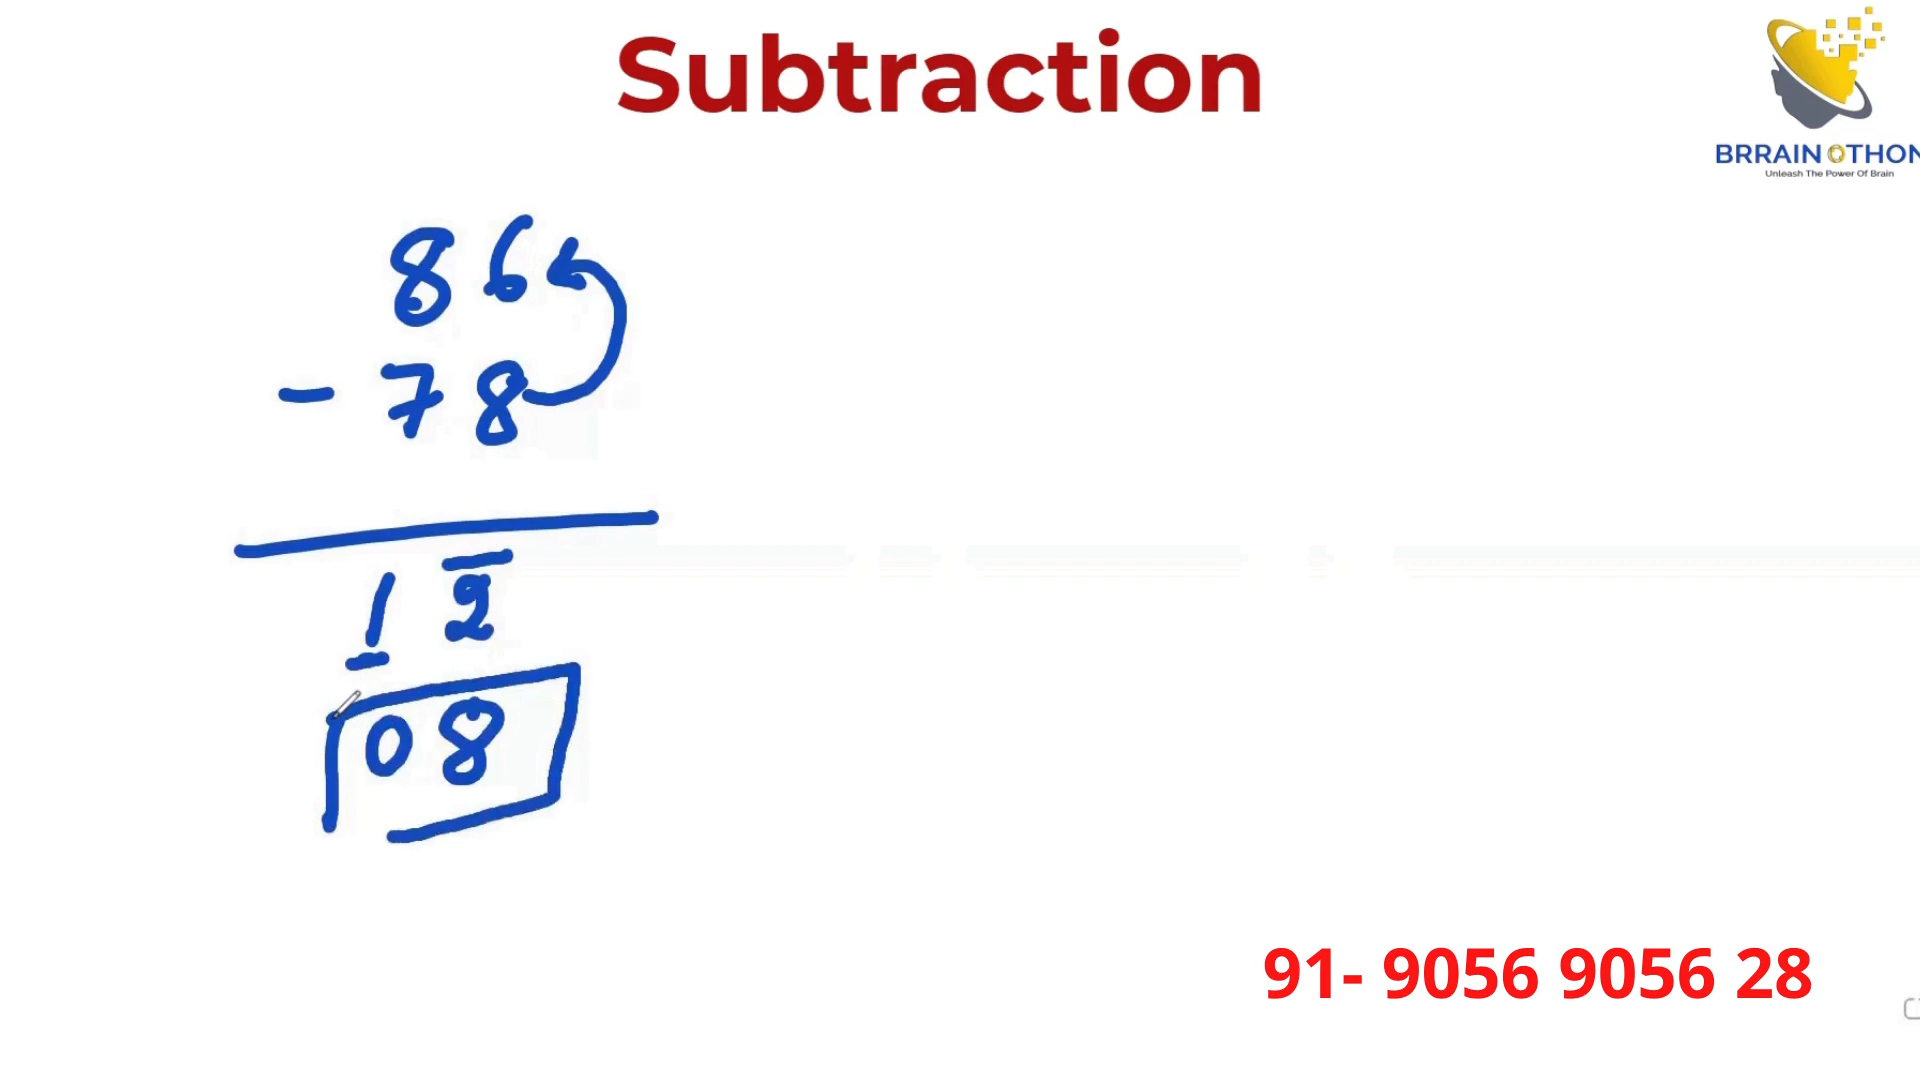 Subtraction
BRRAIN OTHON
Unleash The Power Of Brain
86
- 78
1 2̅
08
91- 9056 9056 28